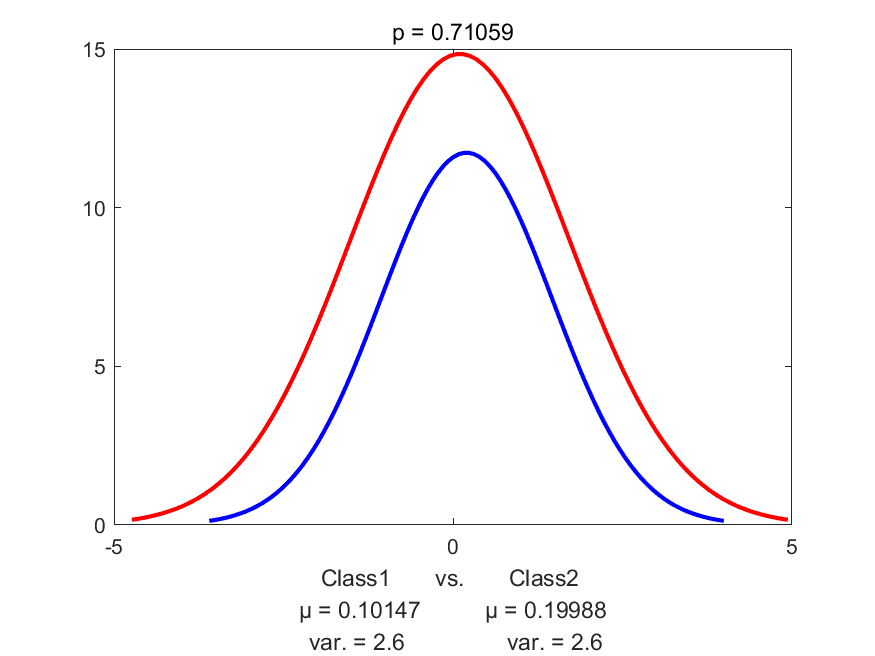 p = 0.71059
15
10
5
0
-5 0 5
Class1 vs. Class2
μ = 0.10147 μ = 0.19988
var. = 2.6 var. = 2.6